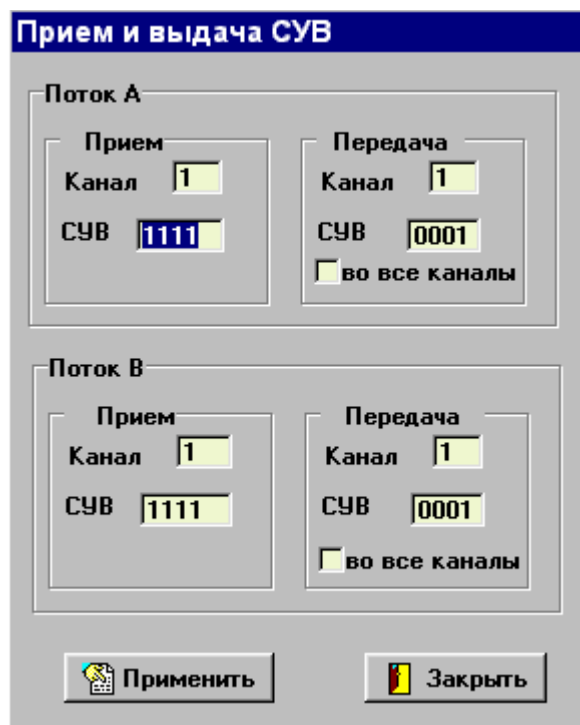 Прием и выдача СУВ
Поток А
Прием
Канал 1
СУВ 1111
Передача
Канал 1
СУВ 0001
во все каналы
Поток В
Прием
Канал 1
СУВ 1111
Передача
Канал 1
СУВ 0001
во все каналы
Применить
Закрыть